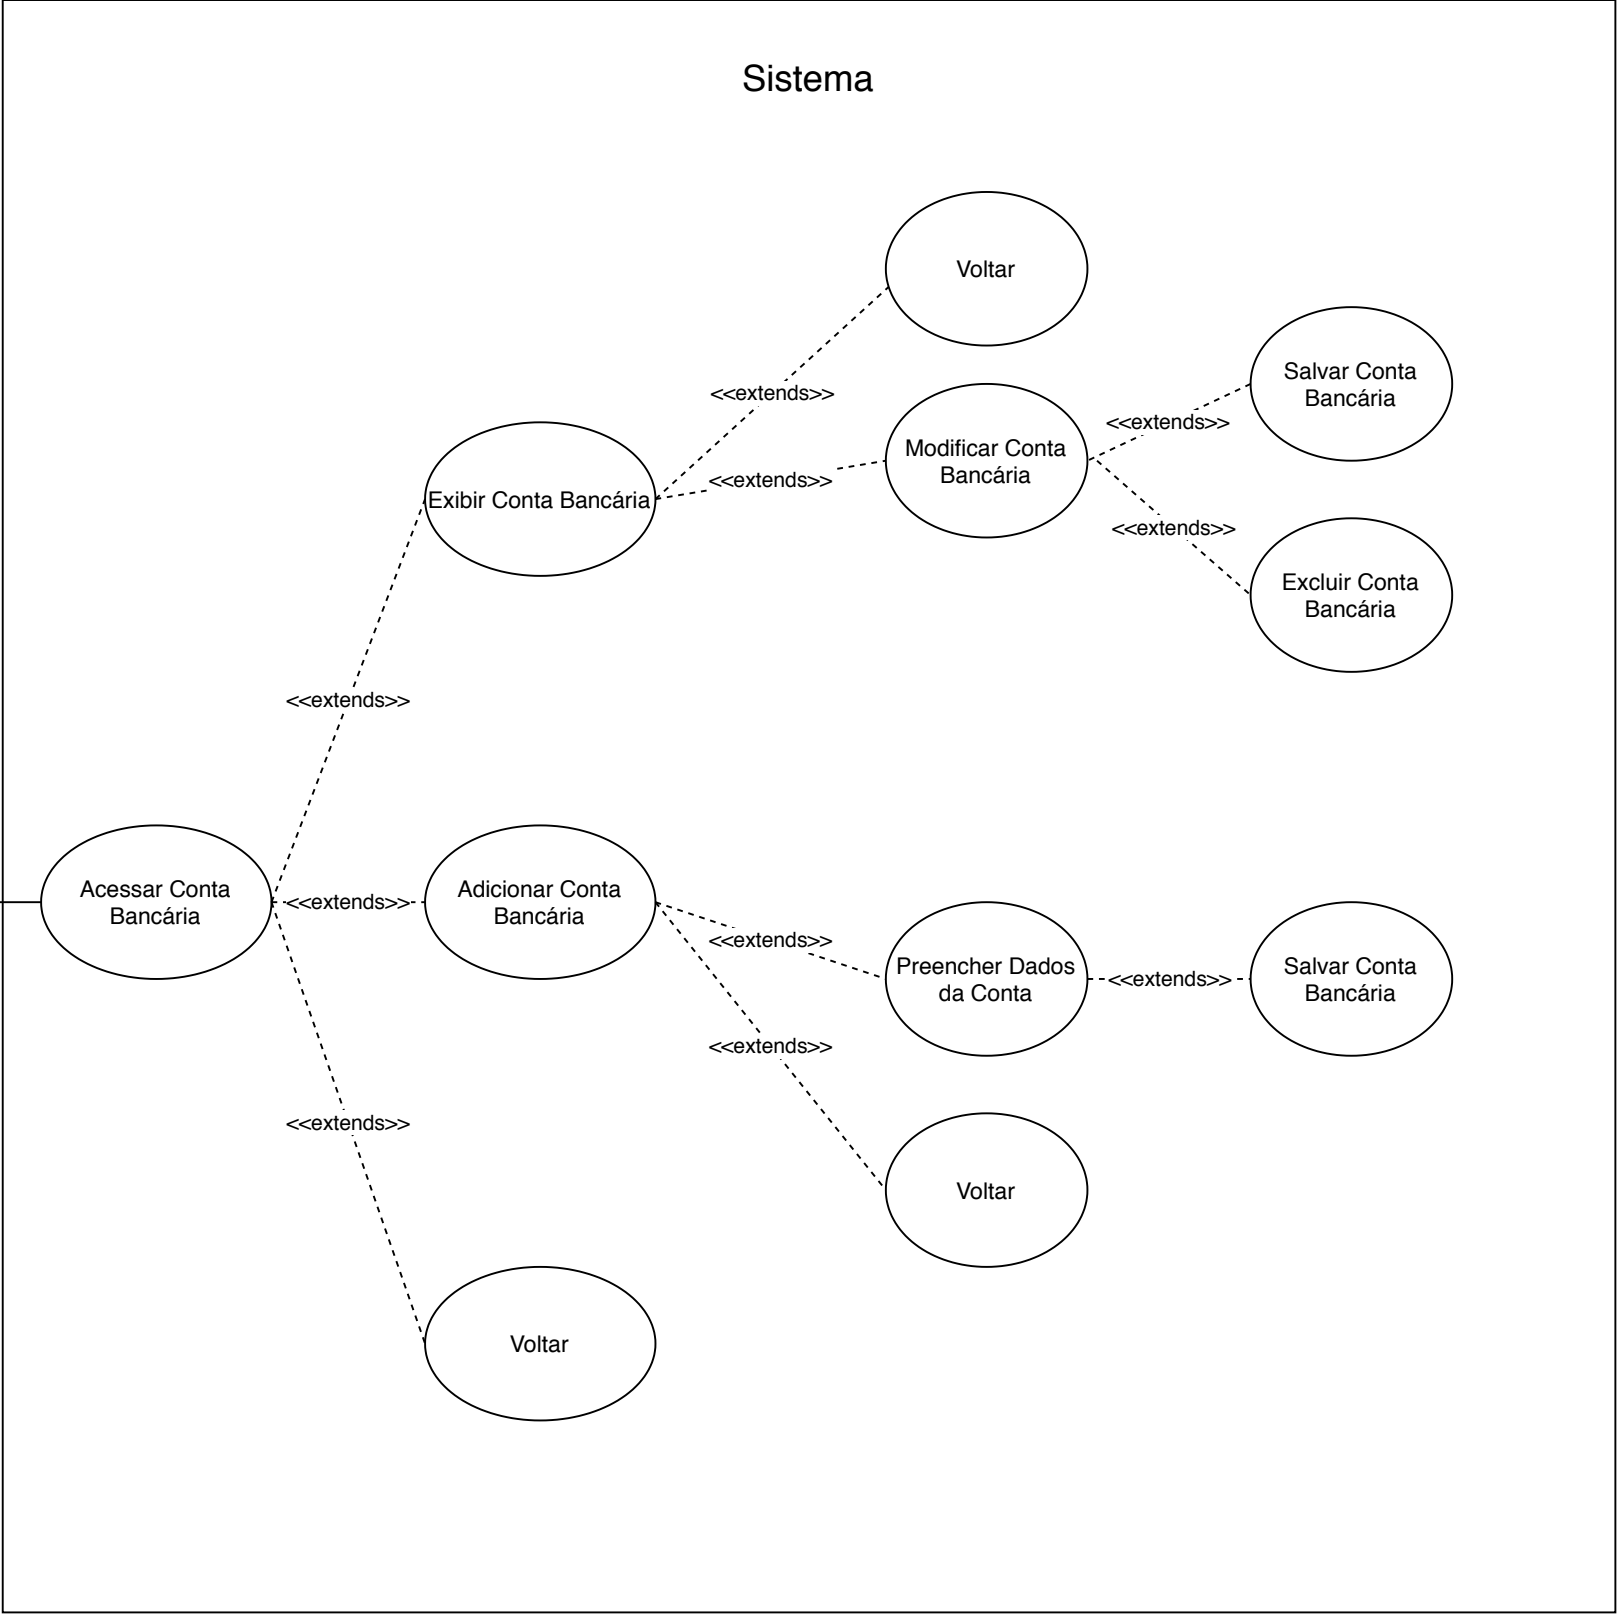 Sistema
Voltar
Salvar Conta
Bancária
<<extends>>
<<extends>>
Modificar Conta
Bancária
<<extends>>
Exibir Conta Bancária
<<extends>>
Excluir Conta
Bancária
<<extends>>
Acessar Conta
Bancária
<<extends>>
Adicionar Conta
Bancária
<<extends>>
Preencher Dados
da Conta
<<extends>>
Salvar Conta
Bancária
<<extends>>
<<extends>>
Voltar
Voltar